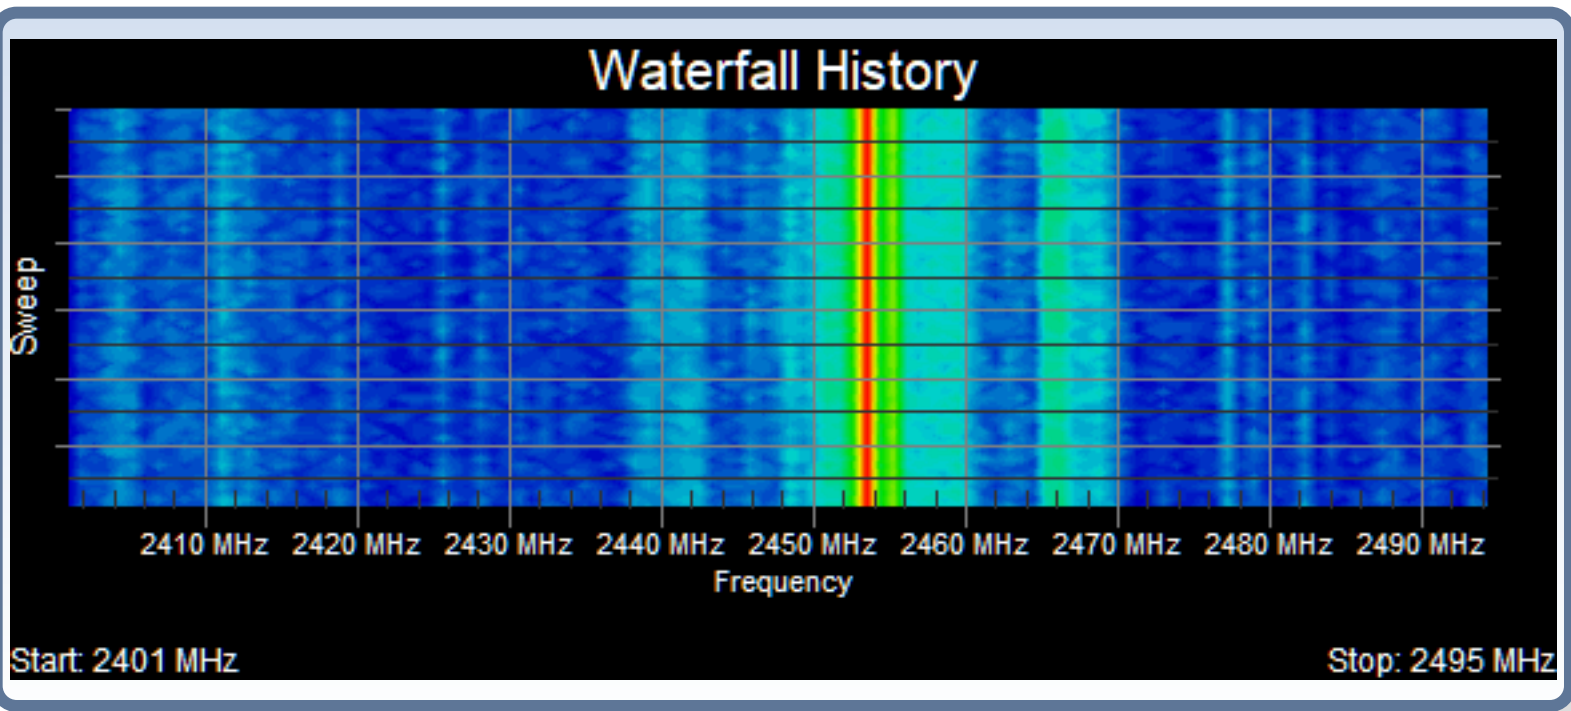 Waterfall History
Sweep
2410 MHz 2420 MHz 2430 MHz 2440 MHz 2450 MHz 2460 MHz 2470 MHz 2480 MHz 2490 MHz
Frequency
Start: 2401 MHz Stop: 2495 MHz